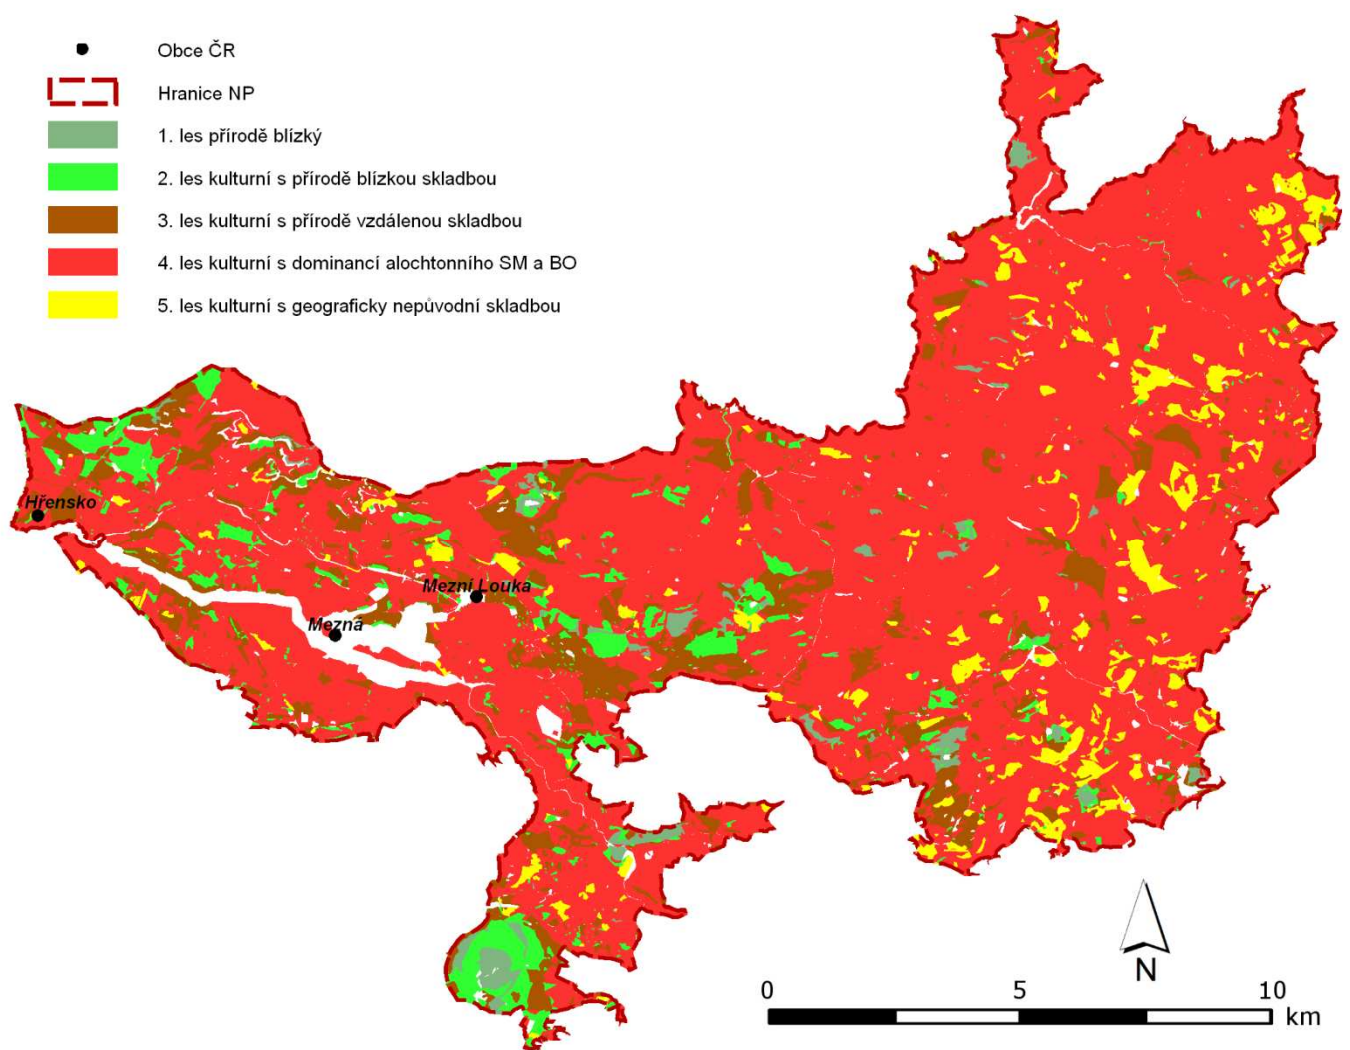 Obce ČR
Hranice NP
1. les přírodě blízký
2. les kulturní s přírodě blízkou skladbou
3. les kulturní s přírodě vzdálenou skladbou
4. les kulturní s dominancí alochtonního SM a BO
5. les kulturní s geograficky nepůvodní skladbou
Hřensko
Mezní Louka
Mezná
N
0 5 10
km